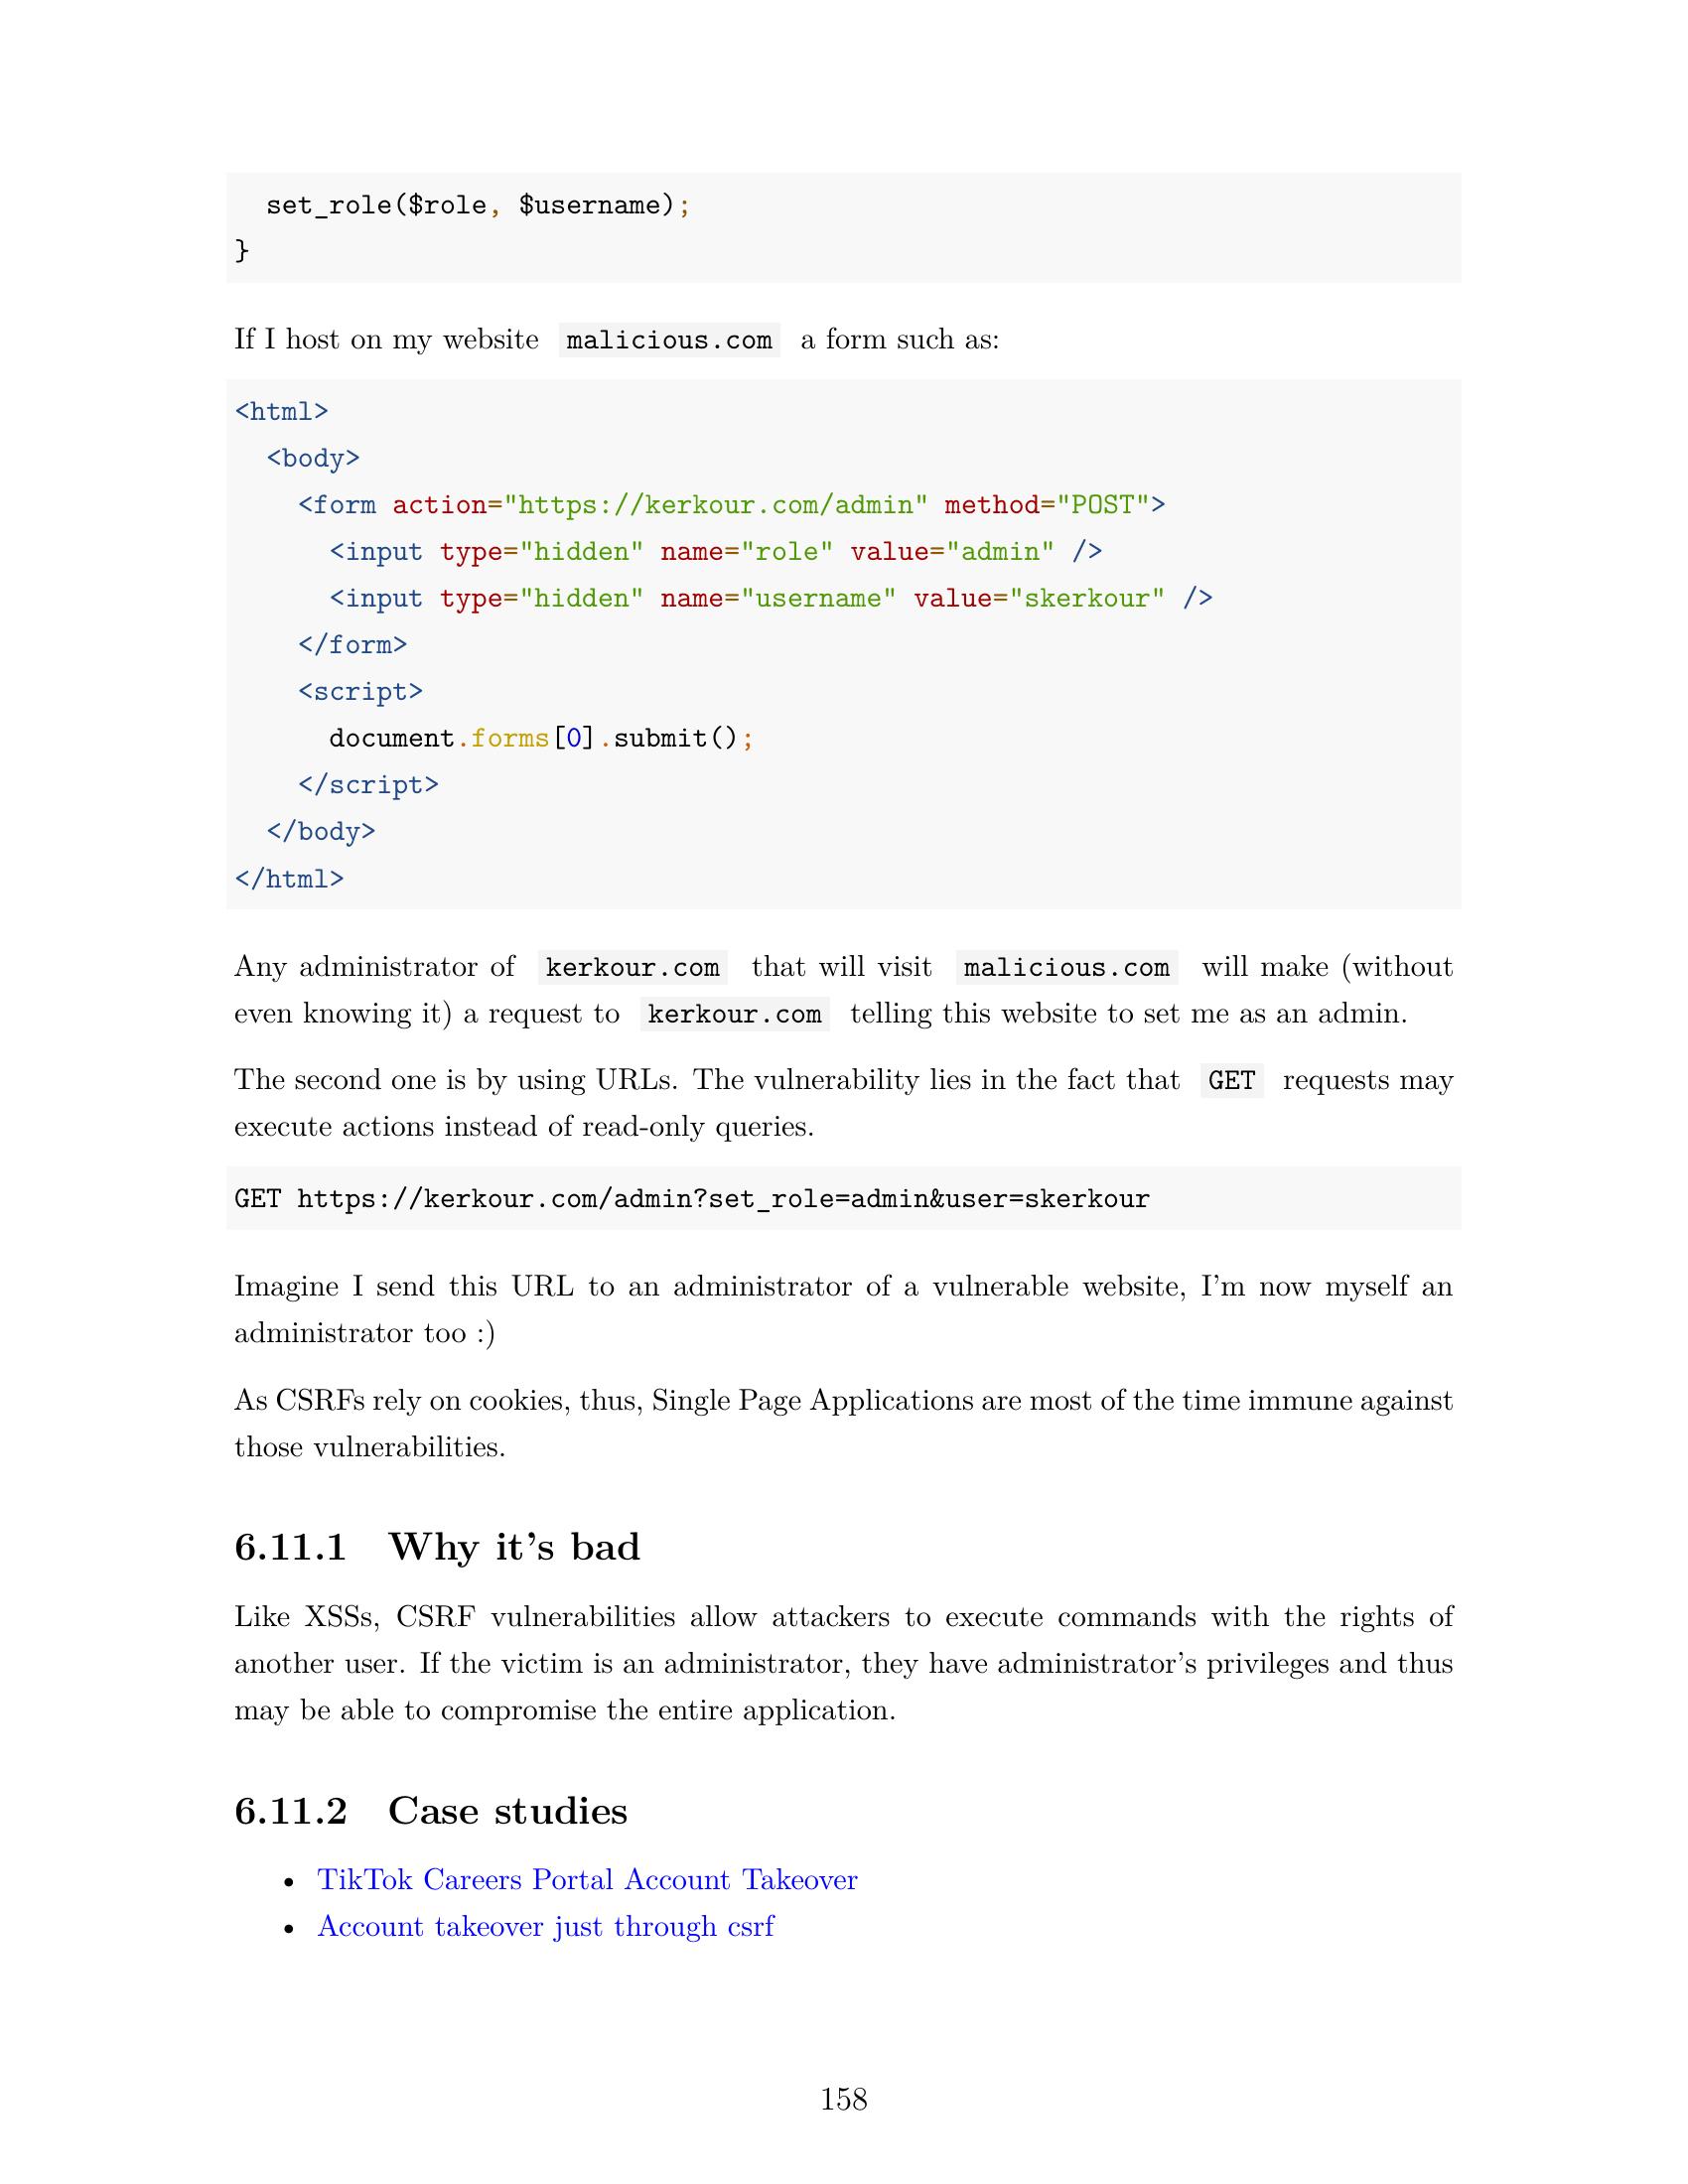 set_role($role, $username);
}
If I host on my website malicious.com a form such as:
<html>
  <body>
    <form action="https://kerkour.com/admin" method="POST">
      <input type="hidden" name="role" value="admin" />
      <input type="hidden" name="username" value="skerkour" />
    </form>
    <script>
      document.forms[0].submit();
    </script>
  </body>
</html>
Any administrator of kerkour.com that will visit malicious.com will make (without
even knowing it) a request to kerkour.com telling this website to set me as an admin.
The second one is by using URLs. The vulnerability lies in the fact that GET requests may
execute actions instead of read-only queries.
GET https://kerkour.com/admin?set_role=admin&user=skerkour
Imagine I send this URL to an administrator of a vulnerable website, I'm now myself an
administrator too :)
As CSRFs rely on cookies, thus, Single Page Applications are most of the time immune against
those vulnerabilities.
6.11.1 Why it's bad
Like XSSs, CSRF vulnerabilities allow attackers to execute commands with the rights of
another user. If the victim is an administrator, they have administrator's privileges and thus
may be able to compromise the entire application.
6.11.2 Case studies
• TikTok Careers Portal Account Takeover
• Account takeover just through csrf
158